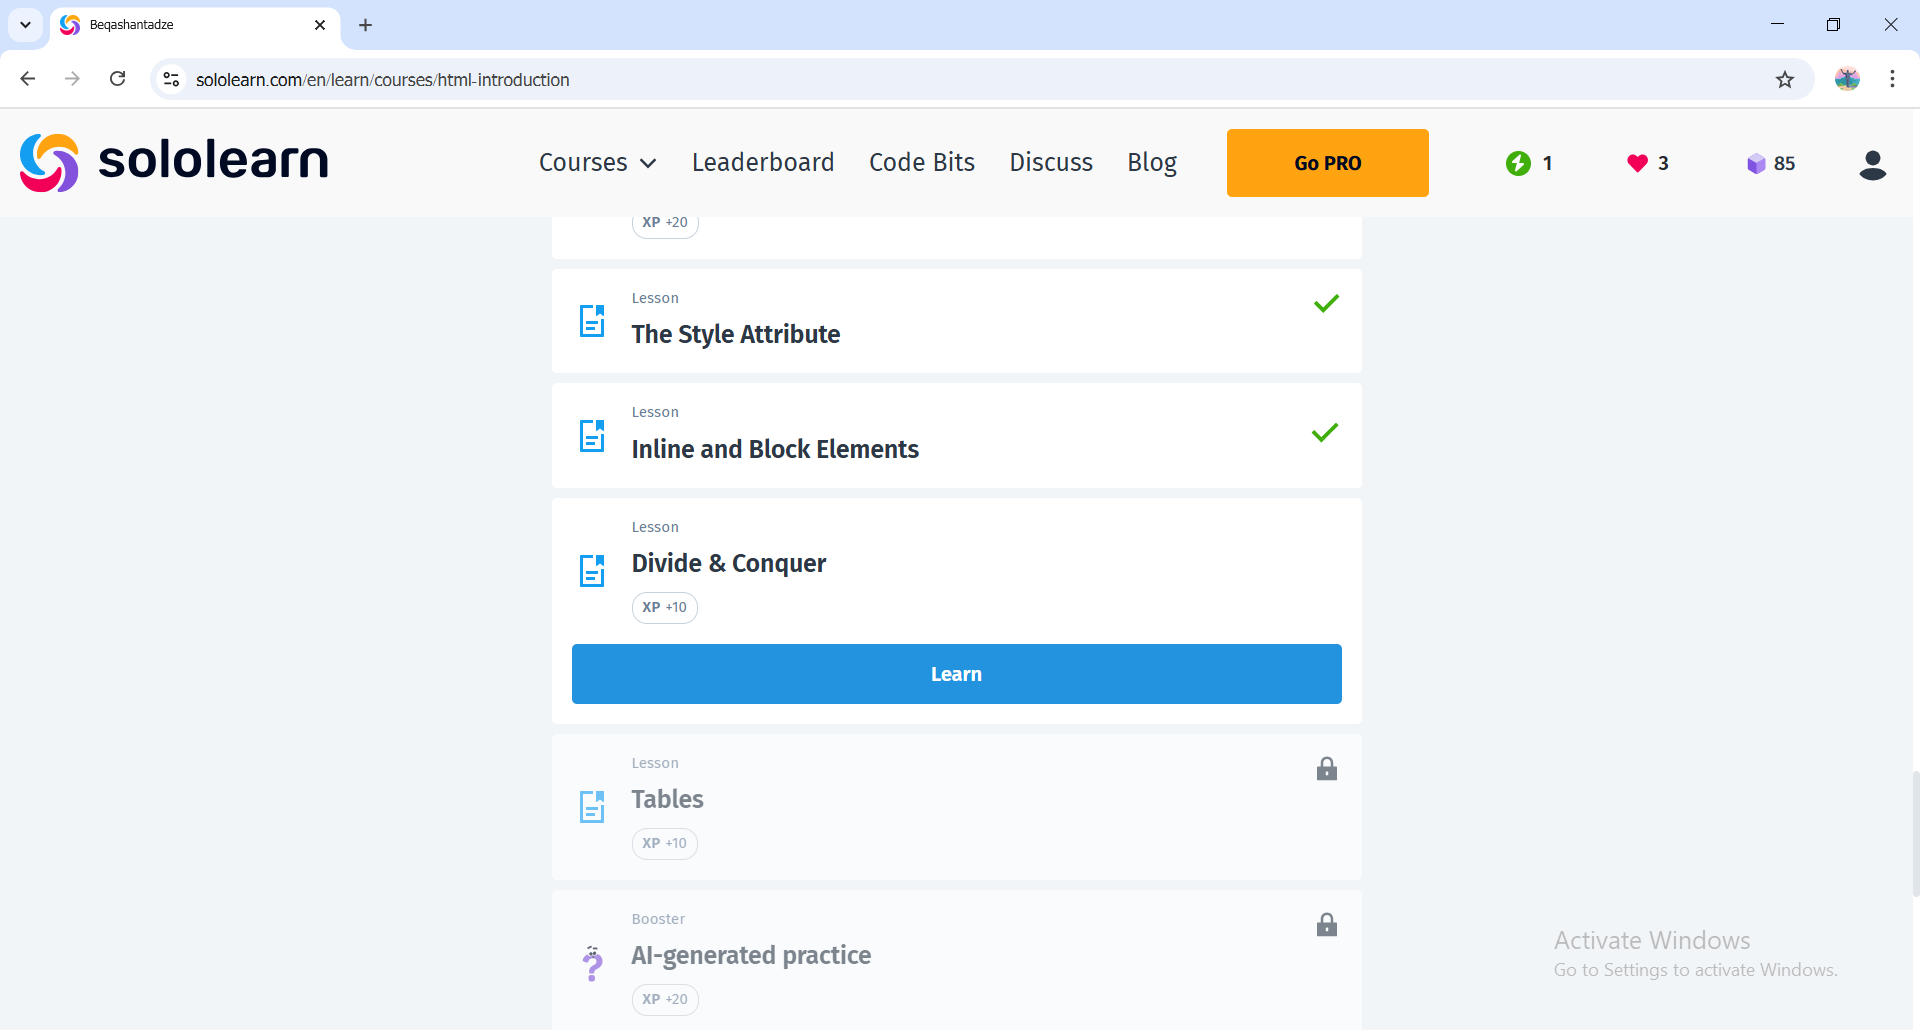 Beqashantadze
sololearn.com/en/learn/courses/html-introduction
sololearn
Courses
Leaderboard
Code Bits
Discuss
Blog
Go PRO
1
3
85
XP +20
Lesson
The Style Attribute
Lesson
Inline and Block Elements
Lesson
Divide & Conquer
XP +10
Learn
Lesson
Tables
XP +10
Booster
AI-generated practice
XP +20
Activate Windows
Go to Settings to activate Windows.